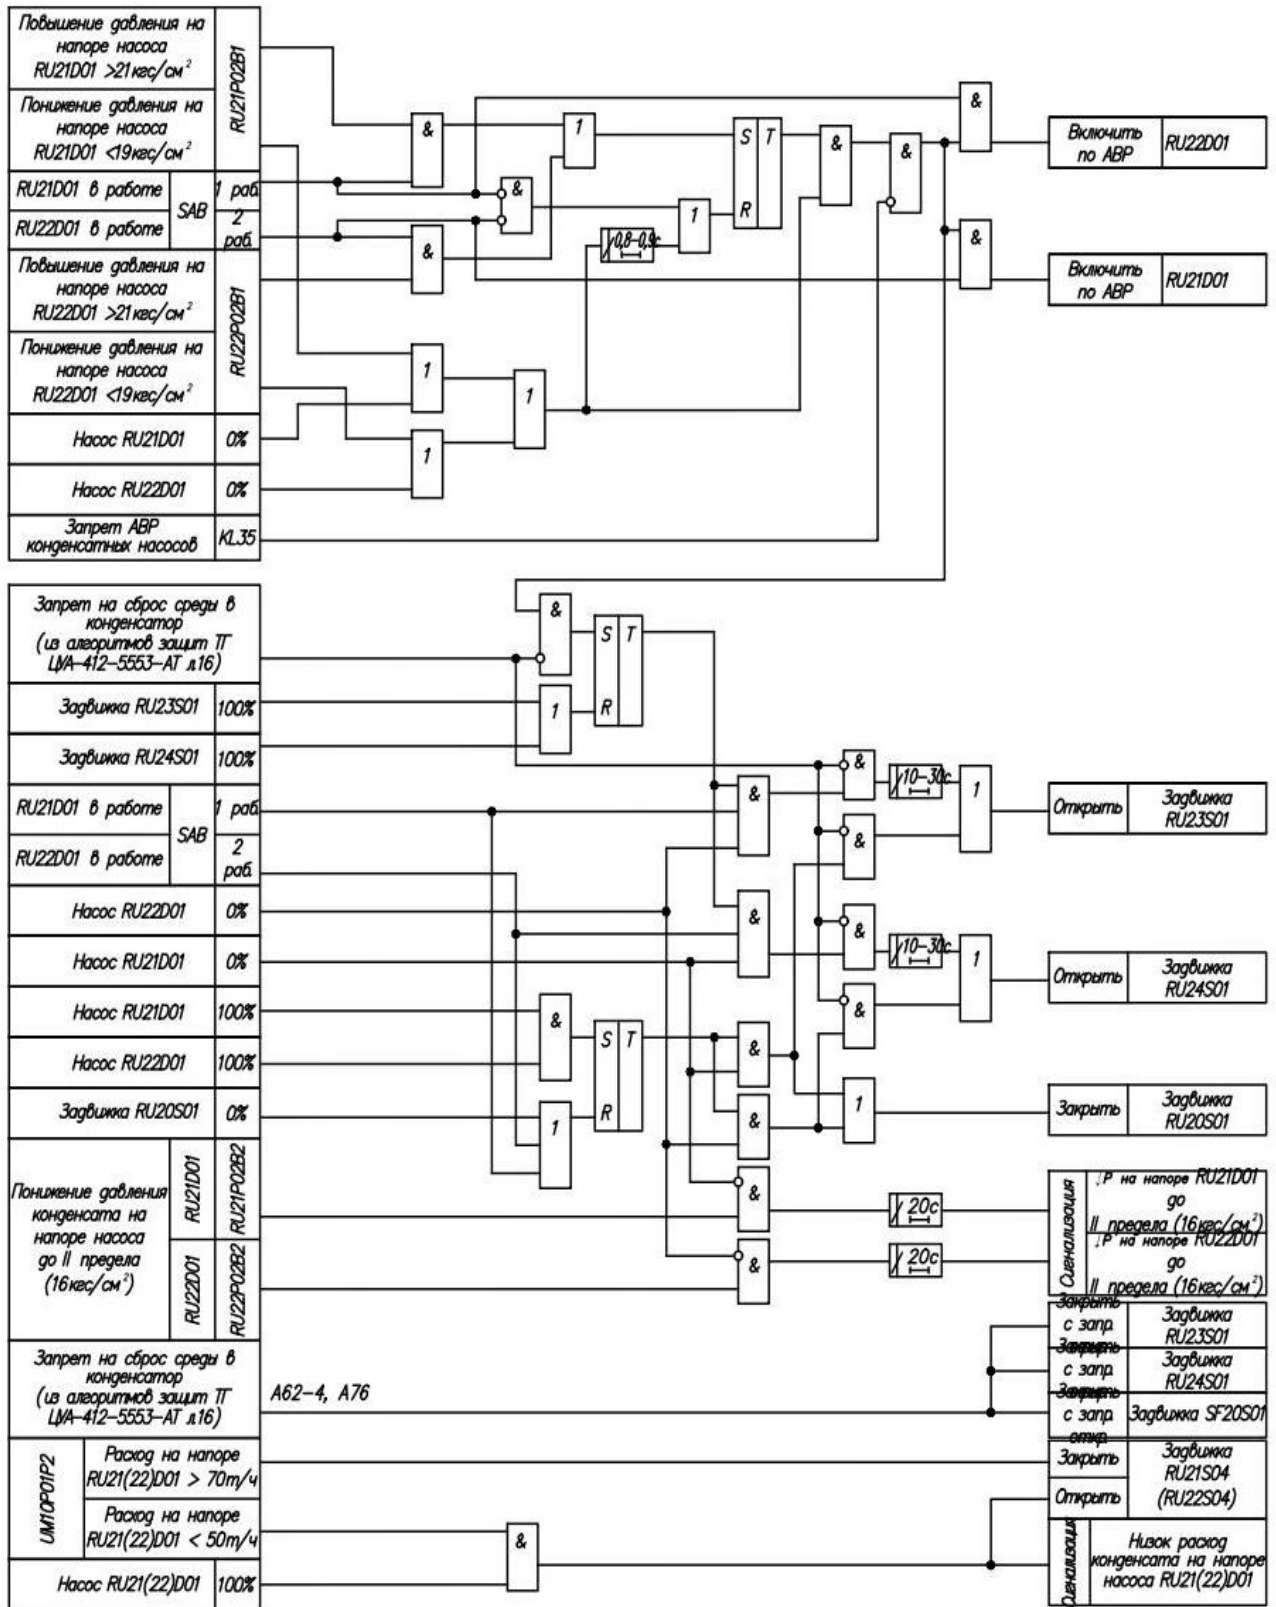 Повышение давления на
напоре насоса
RU21D01 >21кгс/см²
RU21P02B1
Понижение давления на
напоре насоса
RU21D01 <19кгс/см²
RU21D01 в работе
SAB
1 раб.
RU22D01 в работе
2
раб.
Повышение давления на
напоре насоса
RU22D01 >21кгс/см²
RU22P02B1
Понижение давления на
напоре насоса
RU22D01 <19кгс/см²
Насос RU21D01
0%
Насос RU22D01
0%
Запрет АВР
конденсатных насосов
KL35
&
1
&
&
1
0,8-0,9с
&
1
1
1
S T
R
&
&
&
&
Включить
по АВР
RU22D01
Включить
по АВР
RU21D01
Запрет на сброс среды в
конденсатор
(из алгоритмов защит ТГ
ЦУА-412-5553-АТ л.16)
Задвижка RU23S01
100%
Задвижка RU24S01
100%
RU21D01 в работе
SAB
1 раб.
RU22D01 в работе
2
раб.
Насос RU22D01
0%
Насос RU21D01
0%
Насос RU21D01
100%
Насос RU22D01
100%
Задвижка RU20S01
0%
Понижение давления
конденсата на
напоре насоса
до II предела
(16кгс/см²)
RU21D01
RU21P02B2
RU22D01
RU22P02B2
&
1
S T
R
&
1
S T
R
&
&
&
&
&
&
&
&
&
&
1
10-30с
10-30с
1
1
20с
20с
Открыть
Задвижка
RU23S01
Открыть
Задвижка
RU24S01
Закрыть
Задвижка
RU20S01
Сигнализация
↓P на напоре RU21D01
до
II предела (16кгс/см²)
↓P на напоре RU22D01
до
II предела (16кгс/см²)
Запрет на сброс среды в
конденсатор
(из алгоритмов защит ТГ
ЦУА-412-5553-АТ л.16)
A62-4, A76
Закрыть
с запр.
Задвижка
RU23S01
с запр.
Задвижка
RU24S01
с запр.
откр.
Задвижка SF20S01
UM10P01P2
Расход на напоре
RU21(22)D01 > 70т/ч
Расход на напоре
RU21(22)D01 < 50т/ч
Насос RU21(22)D01
100%
&
Закрыть
Открыть
Задвижка
RU21S04
(RU22S04)
Сигнализация
Низок расход
конденсата на напоре
насоса RU21(22)D01